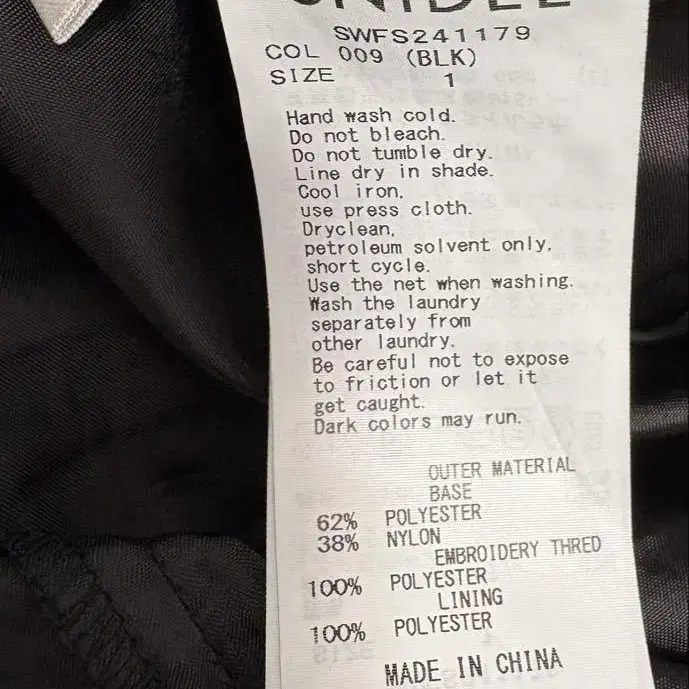 SWFS241179
COL 009 (BLK)
SIZE 1
Hand wash cold.
Do not bleach.
Do not tumble dry.
Line dry in shade.
Cool iron,
use press cloth.
Dryclean,
petroleum solvent only,
short cycle.
Use the net when washing.
Wash the laundry
separately from
other laundry.
Be careful not to expose
to friction or let it
get caught.
Dark colors may run.
OUTER MATERIAL
BASE
62% POLYESTER
38% NYLON
EMBROIDERY THRED
100% POLYESTER
LINING
100% POLYESTER
MADE IN CHINA